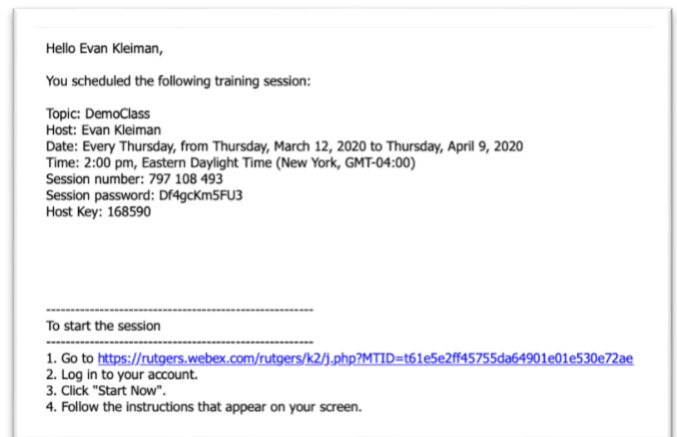 Hello Evan Kleiman,
You scheduled the following training session:
Topic: DemoClass
Host: Evan Kleiman
Date: Every Thursday, from Thursday, March 12, 2020 to Thursday, April 9, 2020
Time: 2:00 pm, Eastern Daylight Time (New York, GMT-04:00)
Session number: 797 108 493
Session password: Df4gcKm5FU3
Host Key: 168590
-------------------------------------------------------
To start the session
-------------------------------------------------------
1. Go to https://rutgers.webex.com/rutgers/k2/j.php?MTID=t61e5e2ff45755da64901e01e530e72ae
2. Log in to your account.
3. Click "Start Now".
4. Follow the instructions that appear on your screen.